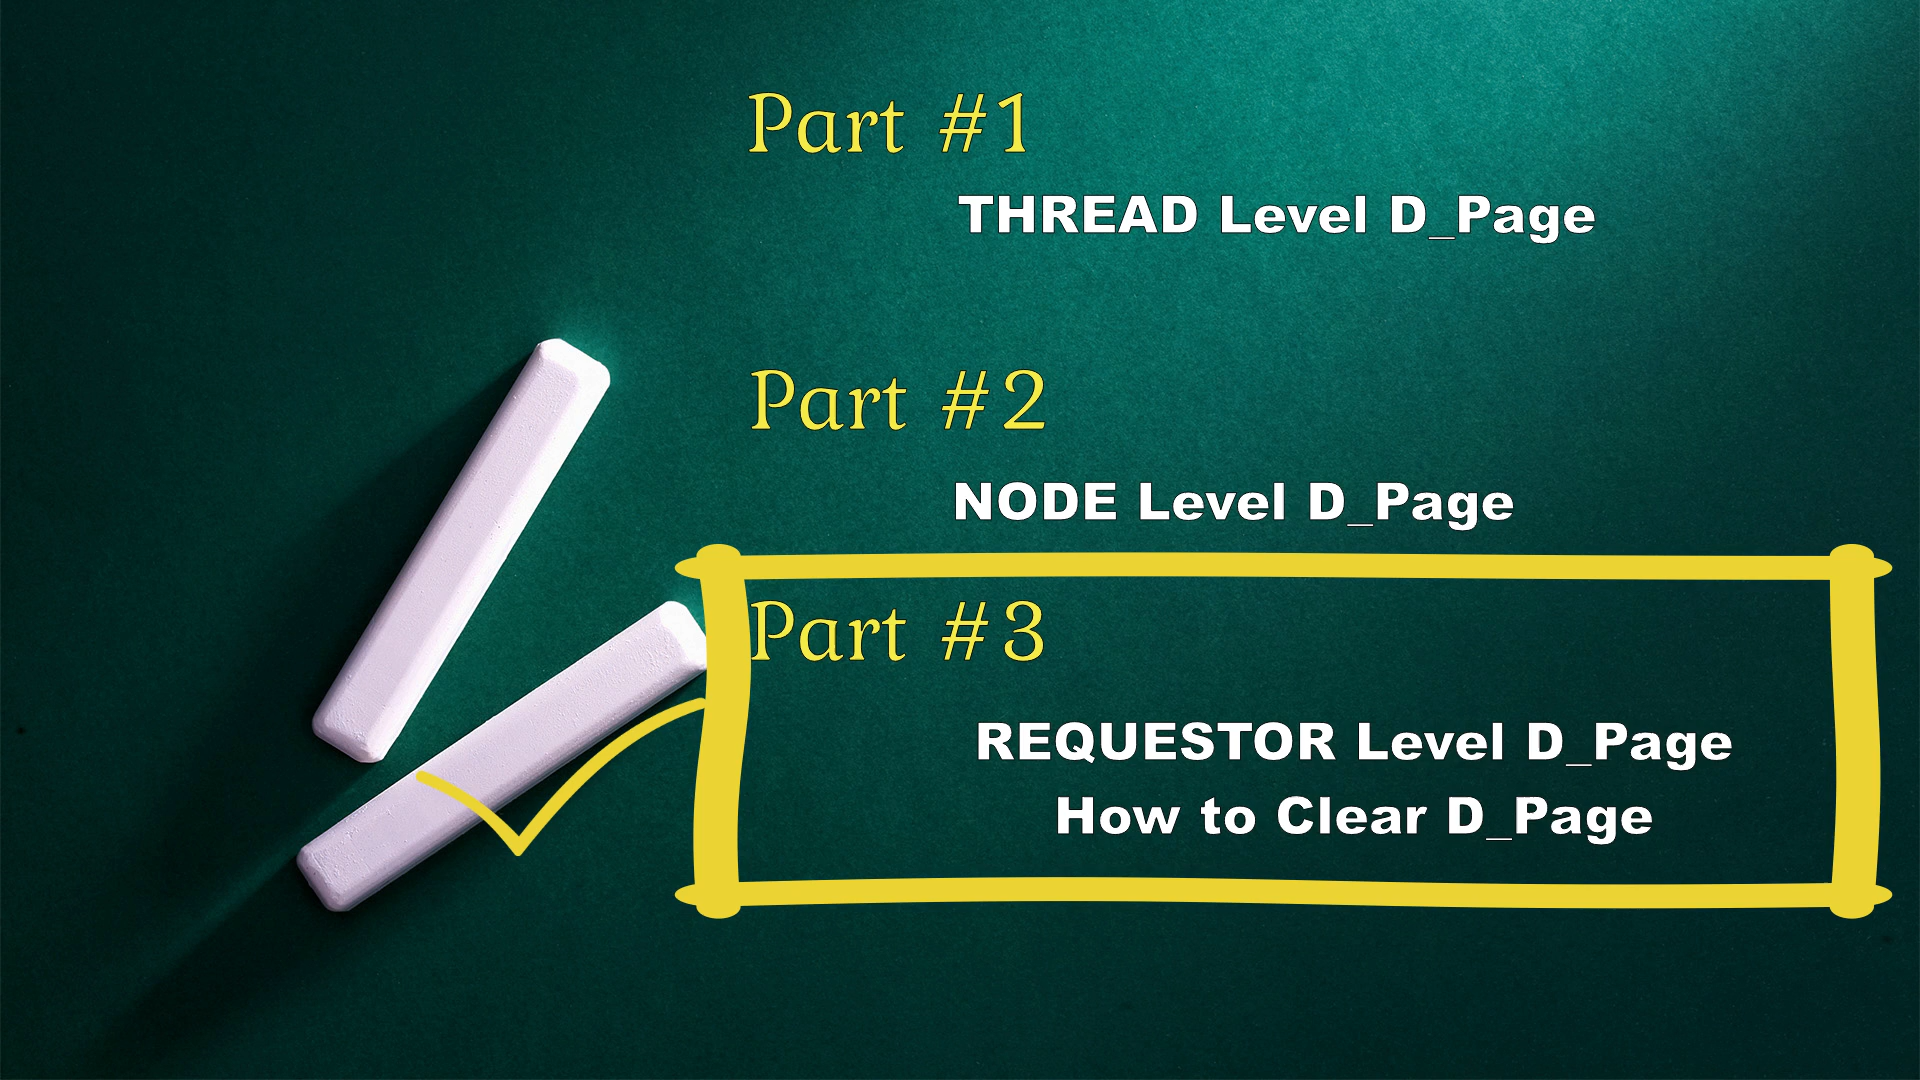 Part #1
THREAD Level D_Page
Part #2
NODE Level D_Page
Part #3
REQUESTOR Level D_Page
How to Clear D_Page